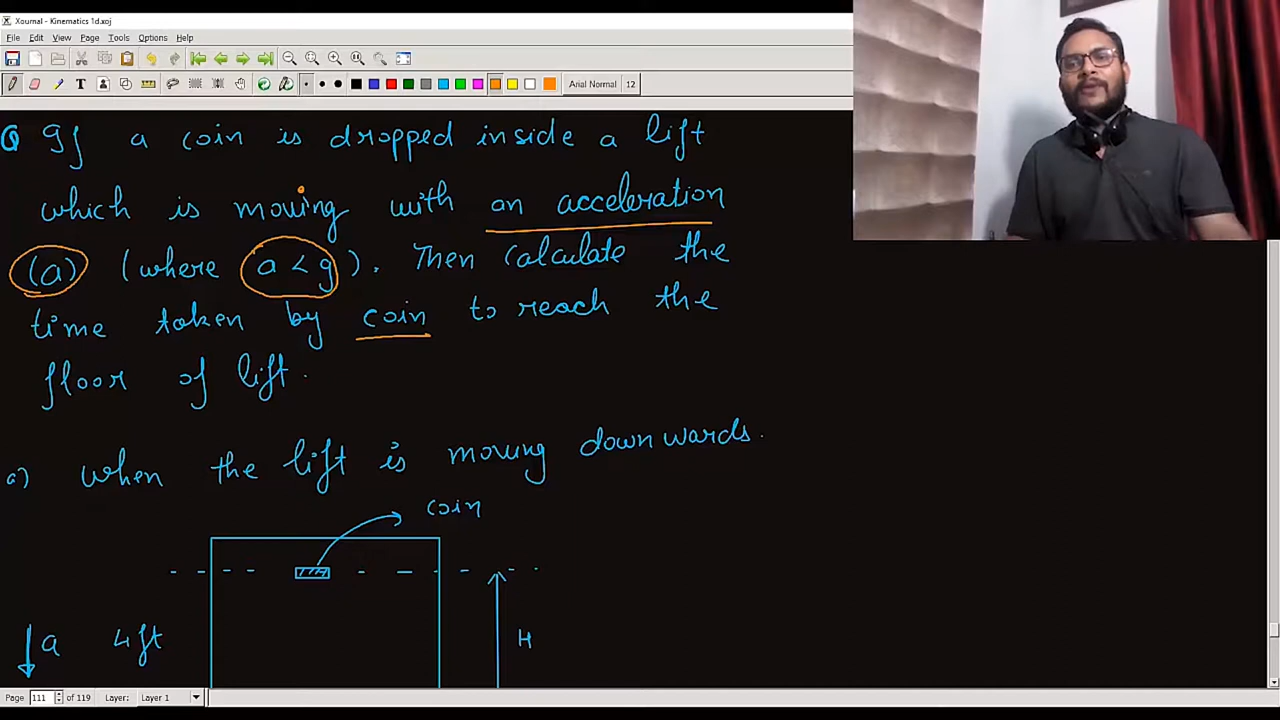 Xournal - Kinematics 1d.xoj
File Edit View Page Tools Options Help
Arial Normal 12
Q If a coin is dropped inside a lift
which is moving with an acceleration
(a) (where a < g). Then calculate the
time taken by coin to reach the
floor of lift.
a) when the lift is moving downwards.
coin
a Lift H
Page 111 of 119 Layer: Layer 1